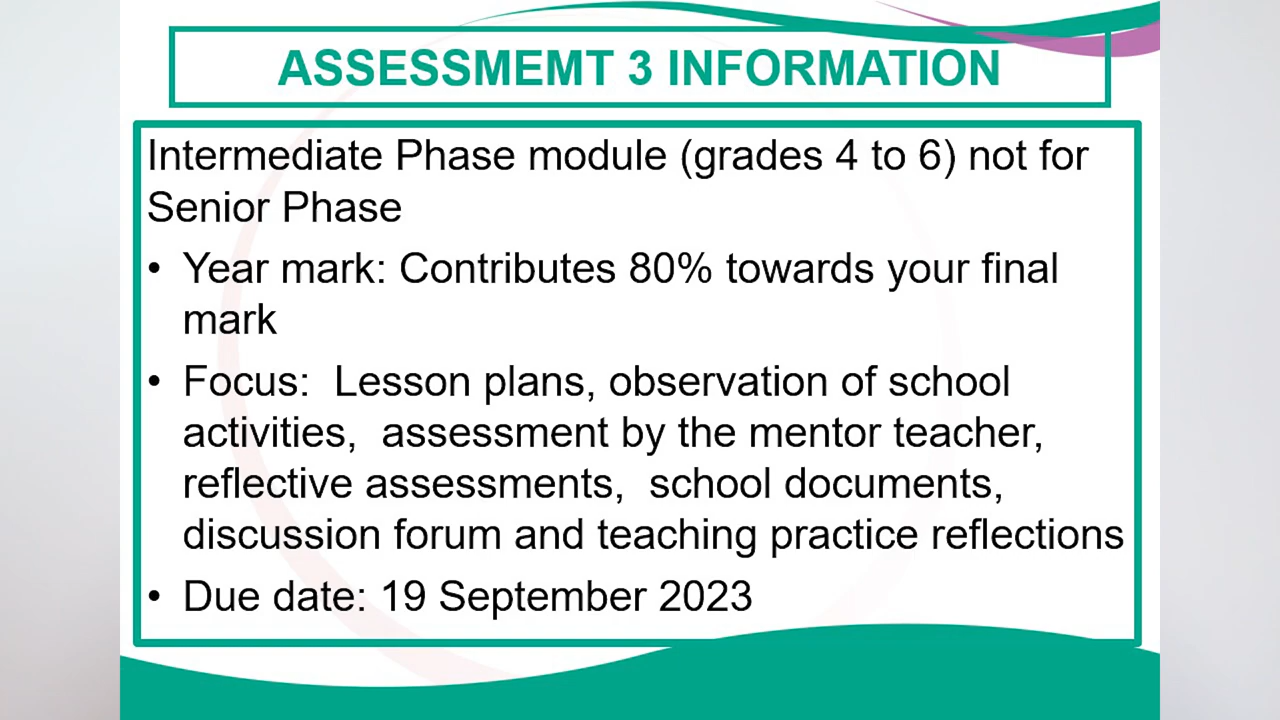 ASSESSMEMT 3 INFORMATION
Intermediate Phase module (grades 4 to 6) not for
Senior Phase
• Year mark: Contributes 80% towards your final
mark
• Focus:  Lesson plans, observation of school
activities,  assessment by the mentor teacher,
reflective assessments,  school documents,
discussion forum and teaching practice reflections
• Due date: 19 September 2023